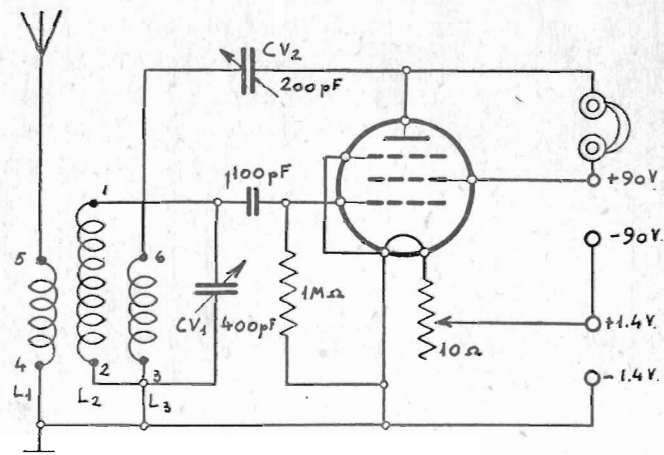 CV2
200pF
100pF
+90V.
1
5
6
-90V.
1MΩ
CV1
400pF
+1.4V.
10Ω
4
2
3
-1.4V.
L1
L2
L3